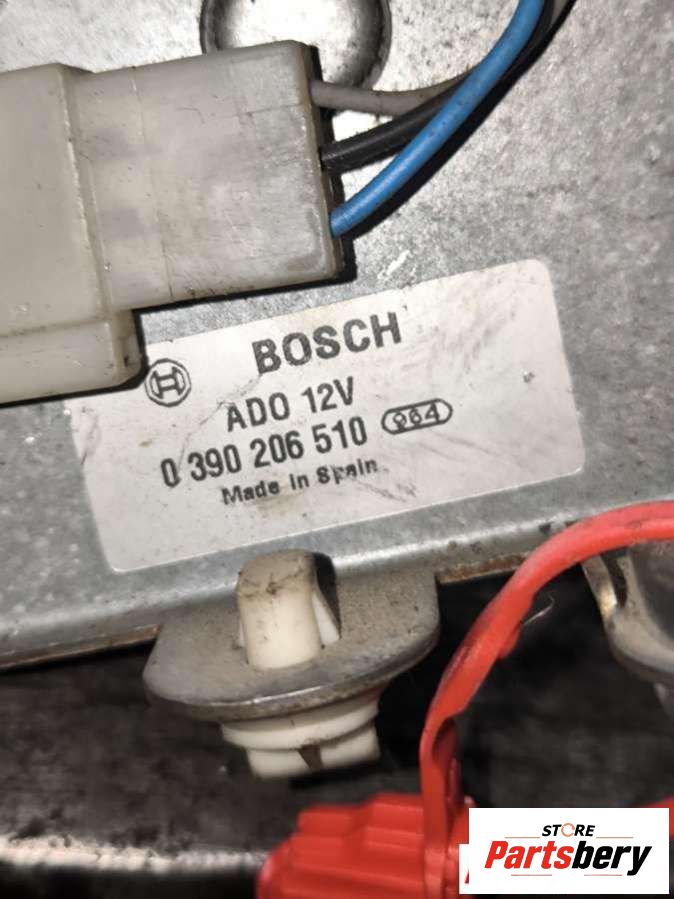 BOSCH
ADO 12V
0 390 206 510 964
Made in Spain
STORE
Partsbery